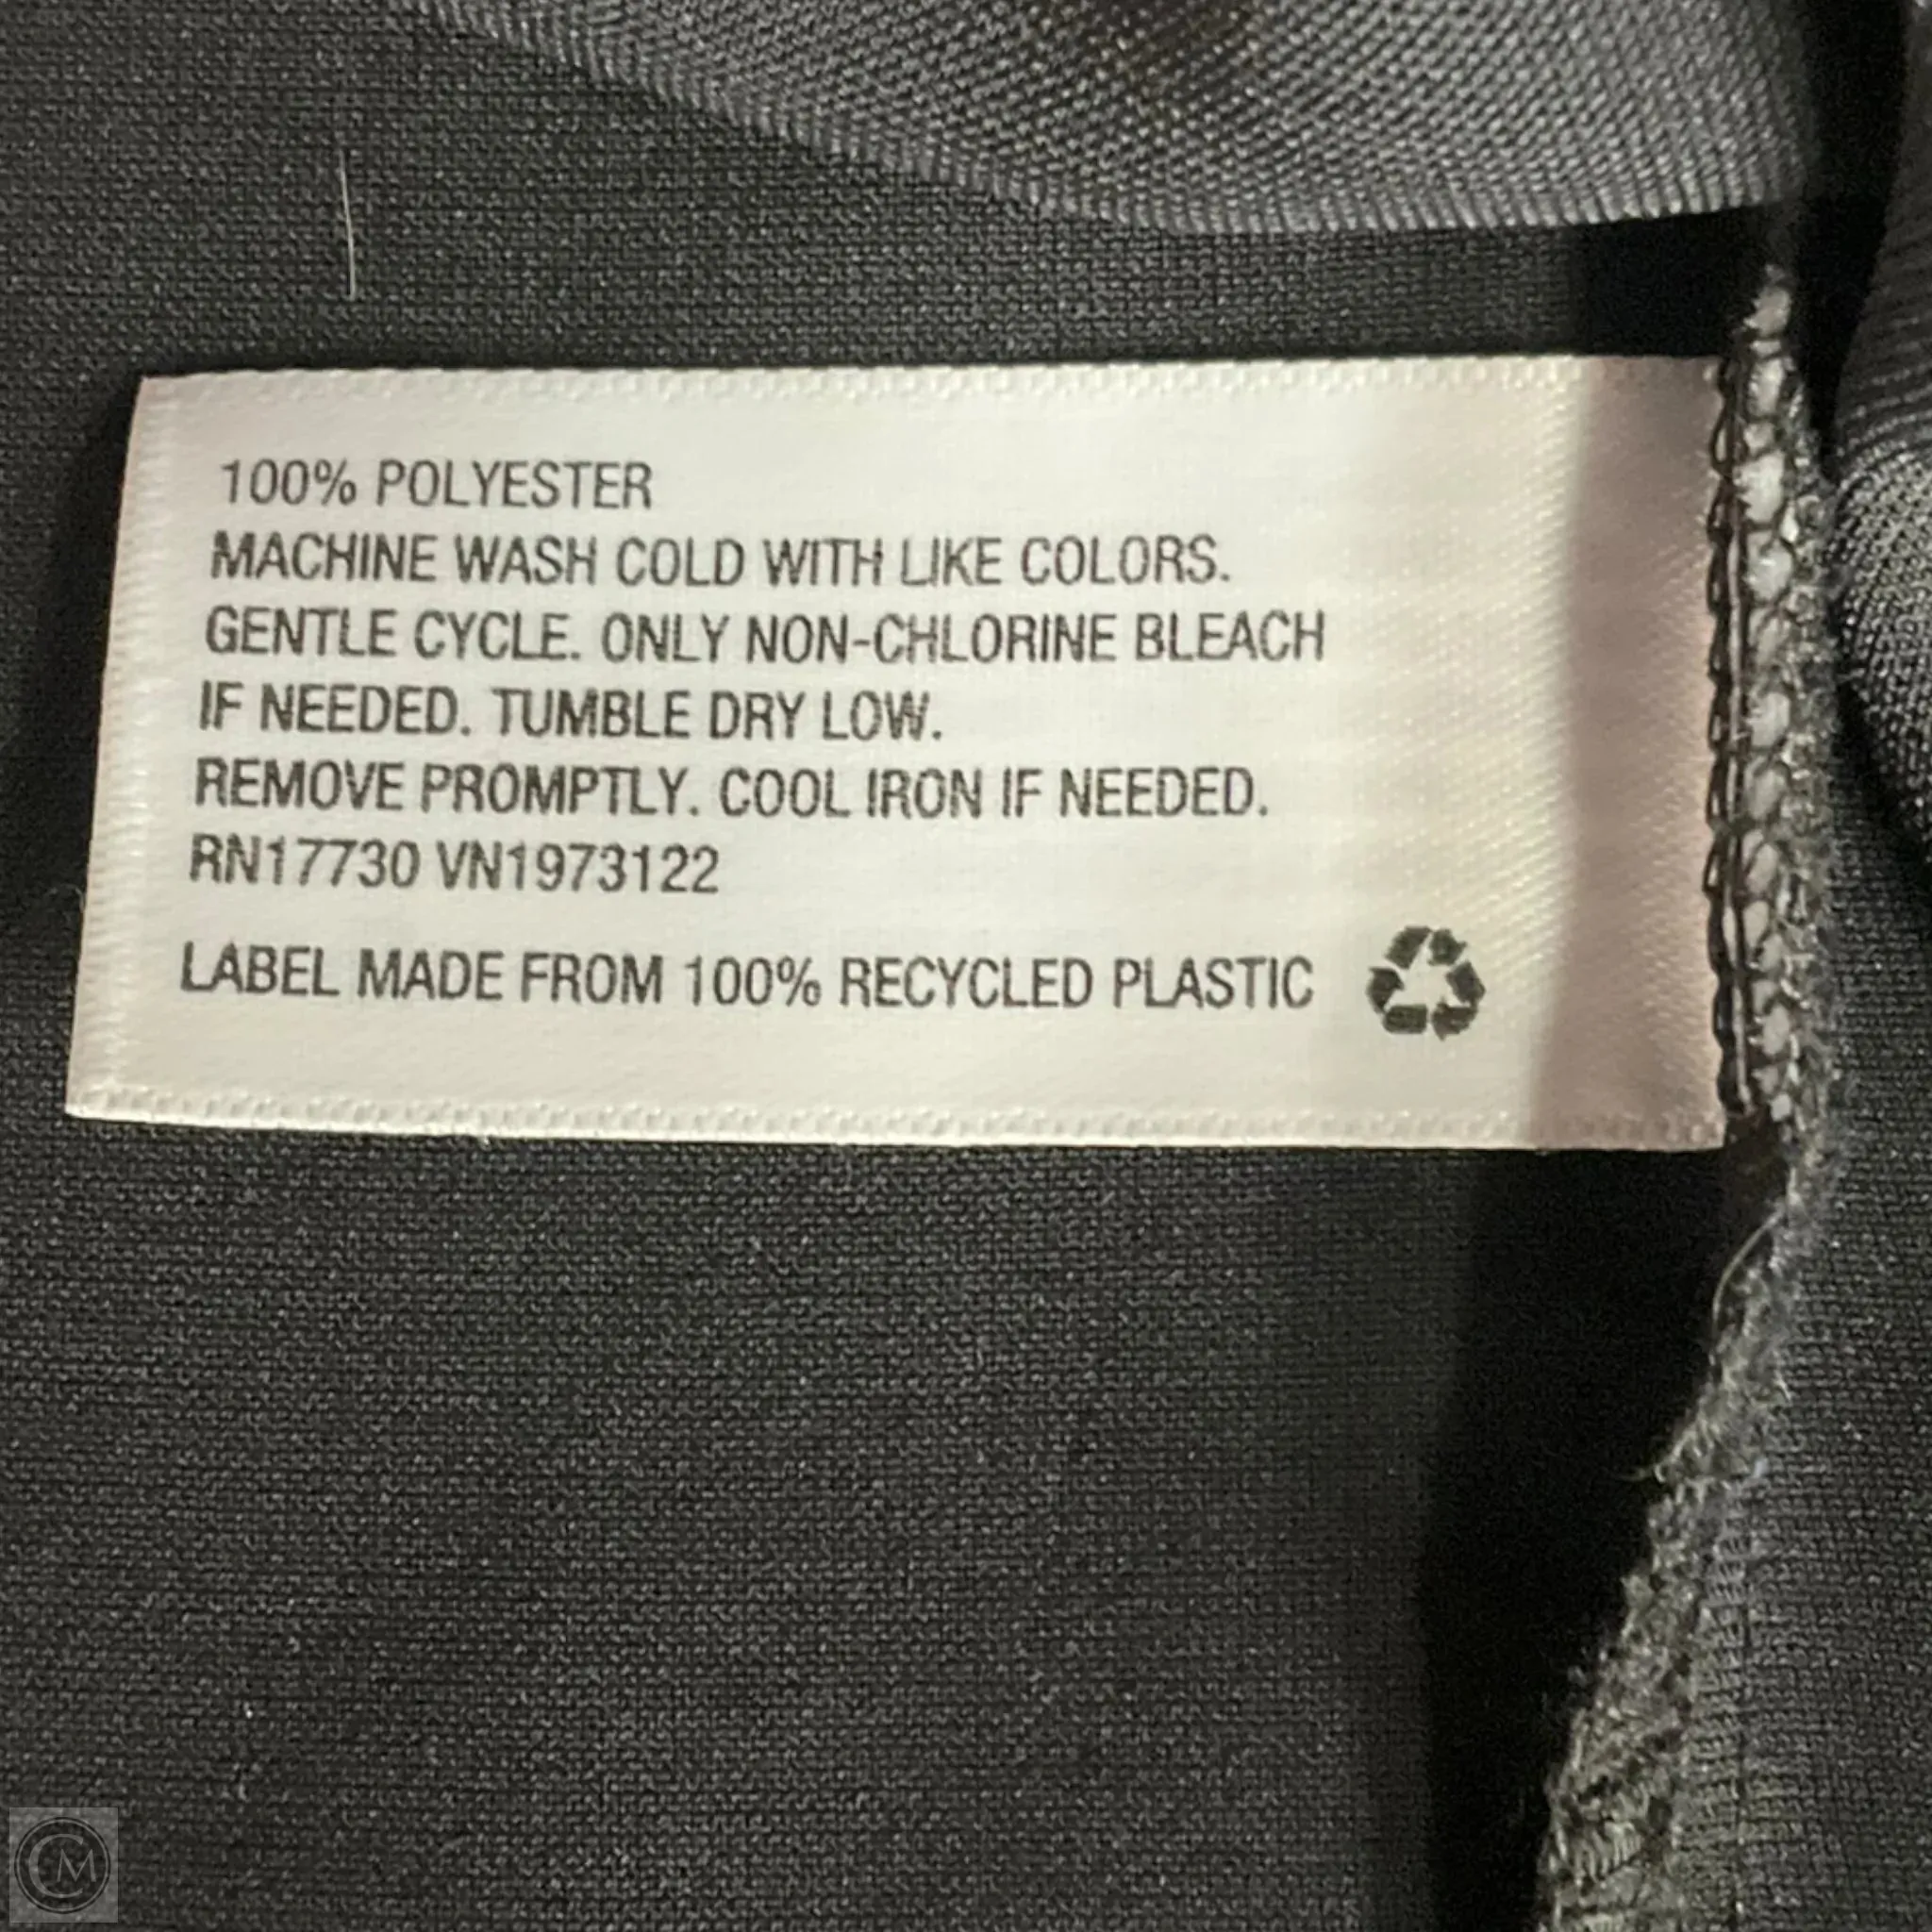 100% POLYESTER
MACHINE WASH COLD WITH LIKE COLORS.
GENTLE CYCLE. ONLY NON-CHLORINE BLEACH
IF NEEDED. TUMBLE DRY LOW.
REMOVE PROMPTLY. COOL IRON IF NEEDED.
RN17730 VN1973122
LABEL MADE FROM 100% RECYCLED PLASTIC
CM